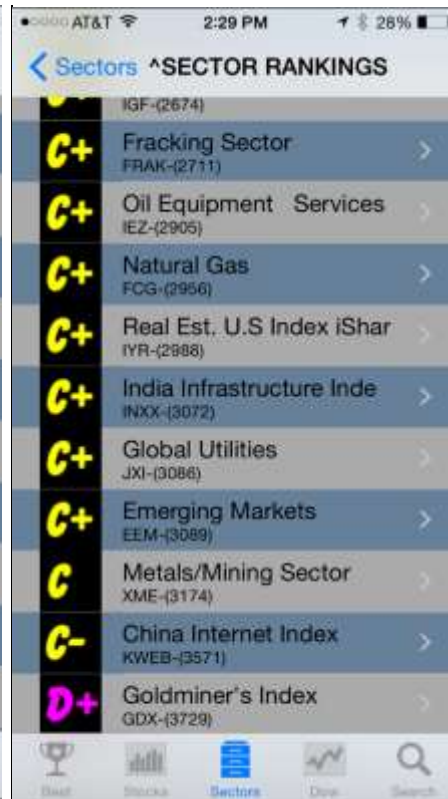 AT&T 2:29 PM 28%
Sectors ^SECTOR RANKINGS
C+
IGF-(2674)
C+ Fracking Sector
FRAK-(2711)
C+ Oil Equipment Services
IEZ-(2905)
C+ Natural Gas
FCG-(2956)
C+ Real Est. U.S Index iShar
IYR-(2988)
C+ India Infrastructure Inde
INXX-(3072)
C+ Global Utilities
JXI-(3086)
C+ Emerging Markets
EEM-(3089)
C Metals/Mining Sector
XME-(3174)
C- China Internet Index
KWEB-(3571)
D+ Goldminer's Index
GDX-(3729)
Best Stocks Sectors Dow Search